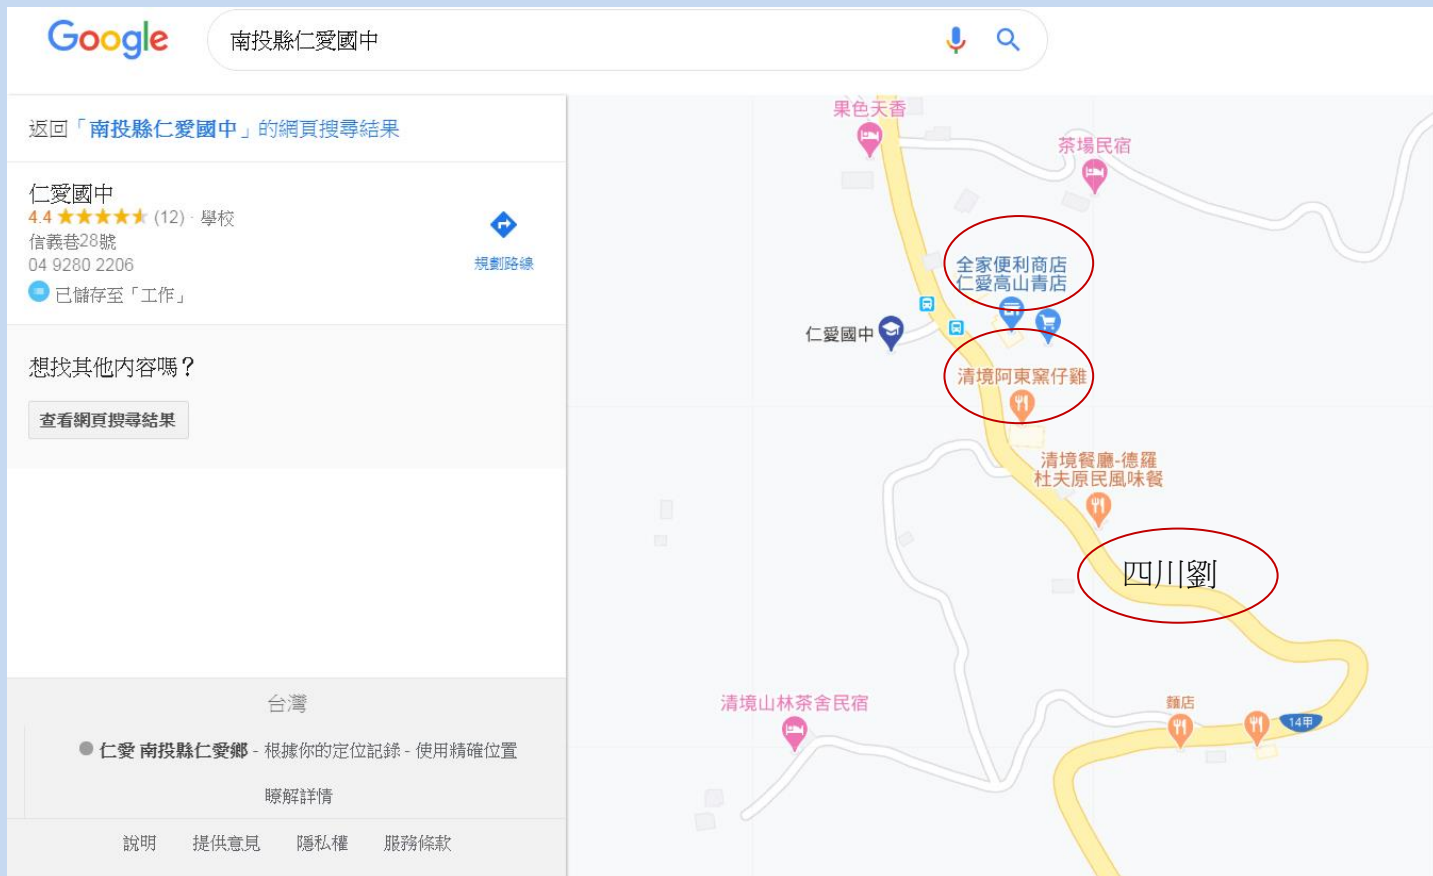 Google
南投縣仁愛國中
返回「南投縣仁愛國中」的網頁搜尋結果
仁愛國中
4.4 (12) · 學校
信義巷28號
04 9280 2206
規劃路線
已儲存至「工作」
想找其他內容嗎?
查看網頁搜尋結果
台灣
仁愛 南投縣仁愛鄉 - 根據你的定位記錄 - 使用精確位置
瞭解詳情
說明 提供意見 隱私權 服務條款
果色天香
茶場民宿
全家便利商店
仁愛高山青店
仁愛國中
清境阿東窯仔雞
清境餐廳-德羅
杜夫原民風味餐
四川劉
清境山林茶舍民宿
麵店
14甲